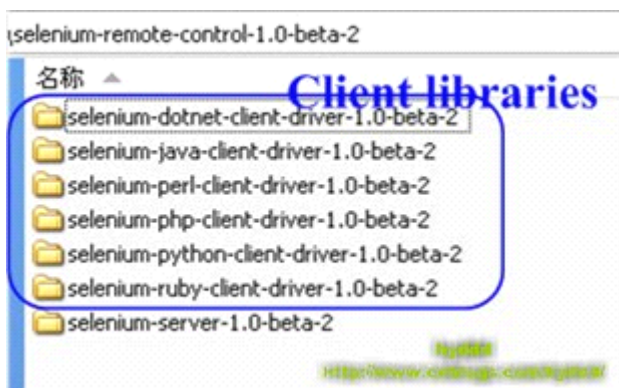 \selenium-remote-control-1.0-beta-2
名称
Client libraries
selenium-dotnet-client-driver-1.0-beta-2
selenium-java-client-driver-1.0-beta-2
selenium-perl-client-driver-1.0-beta-2
selenium-php-client-driver-1.0-beta-2
selenium-python-client-driver-1.0-beta-2
selenium-ruby-client-driver-1.0-beta-2
selenium-server-1.0-beta-2